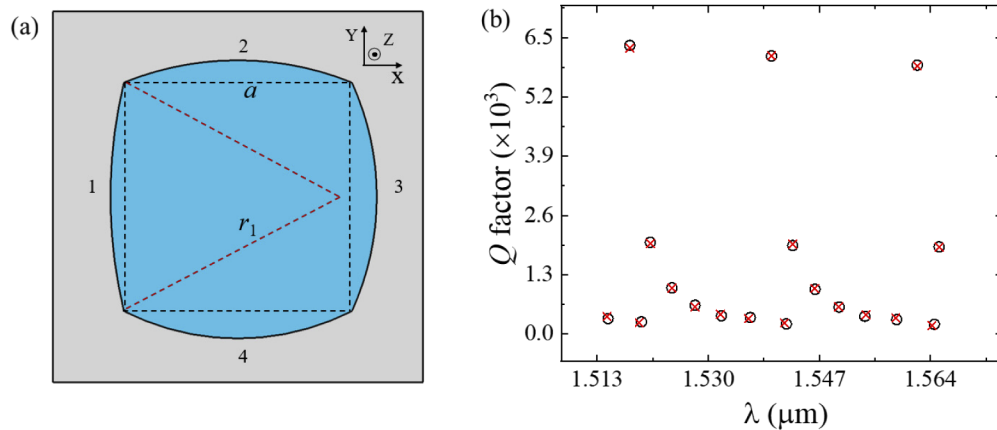 (a)
2
Y
Z
X
a
1
3
r₁
4
(b)
Q factor (×10³)
6.5
5.2
3.9
2.6
1.3
0.0
1.513
1.530
1.547
1.564
λ (μm)